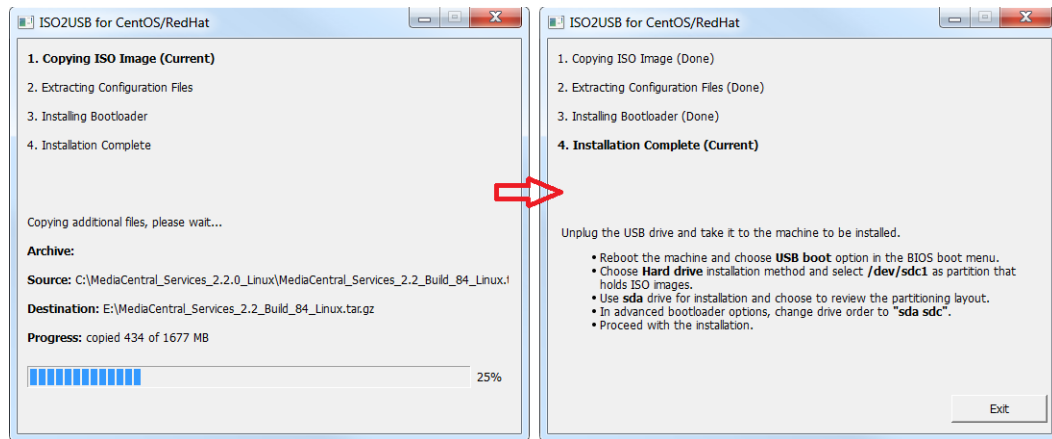 ISO2USB for CentOS/RedHat
1. Copying ISO Image (Current)
2. Extracting Configuration Files
3. Installing Bootloader
4. Installation Complete
Copying additional files, please wait...
Archive:
Source: C:\MediaCentral_Services_2.2.0_Linux\MediaCentral_Services_2.2_Build_84_Linux.t
Destination: E:\MediaCentral_Services_2.2_Build_84_Linux.tar.gz
Progress: copied 434 of 1677 MB
25%
ISO2USB for CentOS/RedHat
1. Copying ISO Image (Done)
2. Extracting Configuration Files (Done)
3. Installing Bootloader (Done)
4. Installation Complete (Current)
Unplug the USB drive and take it to the machine to be installed.
• Reboot the machine and choose USB boot option in the BIOS boot menu.
• Choose Hard drive installation method and select /dev/sdc1 as partition that
holds ISO images.
• Use sda drive for installation and choose to review the partitioning layout.
• In advanced bootloader options, change drive order to "sda sdc".
• Proceed with the installation.
Exit